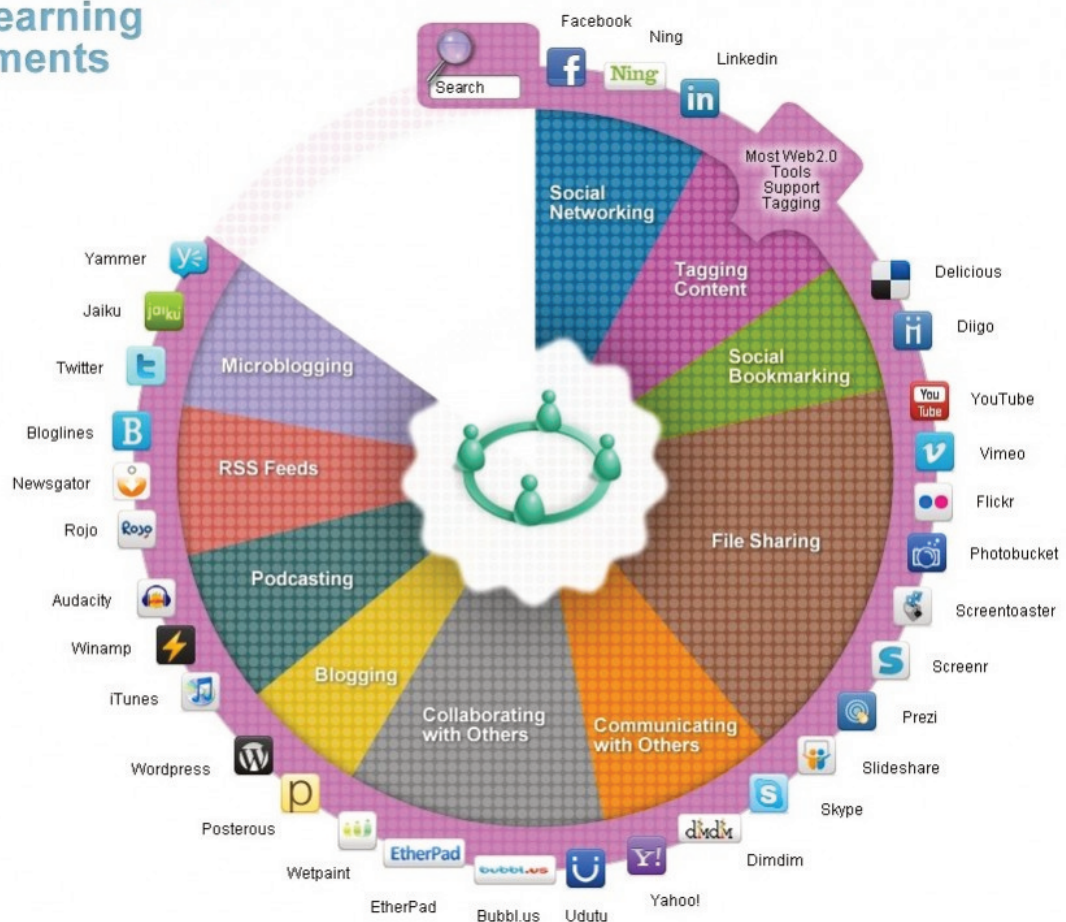 earning
ments
Search
Facebook
Ning
Linkedin
f
Ning
in
Most Web2.0
Tools
Support
Tagging
Social
Networking
Tagging
Content
Social
Bookmarking
File Sharing
Communicating
with Others
Collaborating
with Others
Blogging
Podcasting
RSS Feeds
Microblogging
Delicious
Diigo
You
Tube
YouTube
Vimeo
Flickr
Photobucket
Screentoaster
Screenr
Prezi
Slideshare
Skype
Dimdim
dimdim
Yahoo!
Y!
Udutu
Bubbl.us
bubbl.us
EtherPad
EtherPad
Wetpaint
Posterous
p
Wordpress
W
iTunes
Winamp
Audacity
Rojo
Rojo
Newsgator
Bloglines
B
Twitter
t
Jaiku
jaiku
Yammer
y
S
S
v